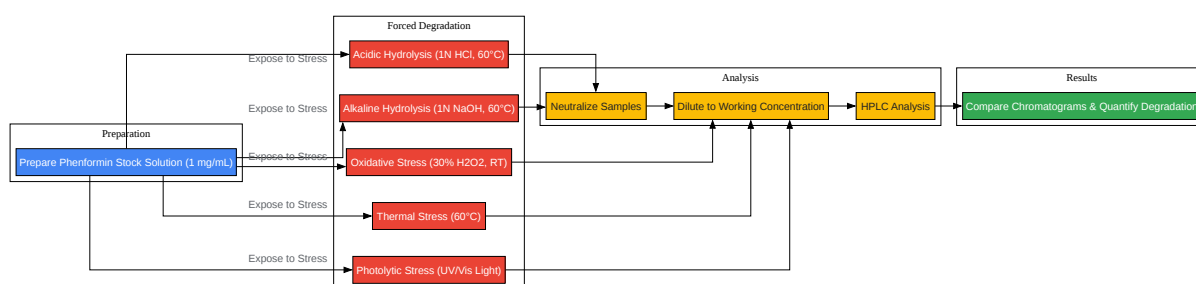 Forced Degradation
Acidic Hydrolysis (1N HCl, 60°C)
Expose to Stress
Analysis
Results
Expose to Stress
Alkaline Hydrolysis (1N NaOH, 60°C)
Neutralize Samples
Dilute to Working Concentration
HPLC Analysis
Compare Chromatograms & Quantify Degradation
Preparation
Expose to Stress
Prepare Phenformin Stock Solution (1 mg/mL)
Oxidative Stress (30% H2O2, RT)
Expose to Stress
Thermal Stress (60°C)
Expose to Stress
Photolytic Stress (UV/Vis Light)